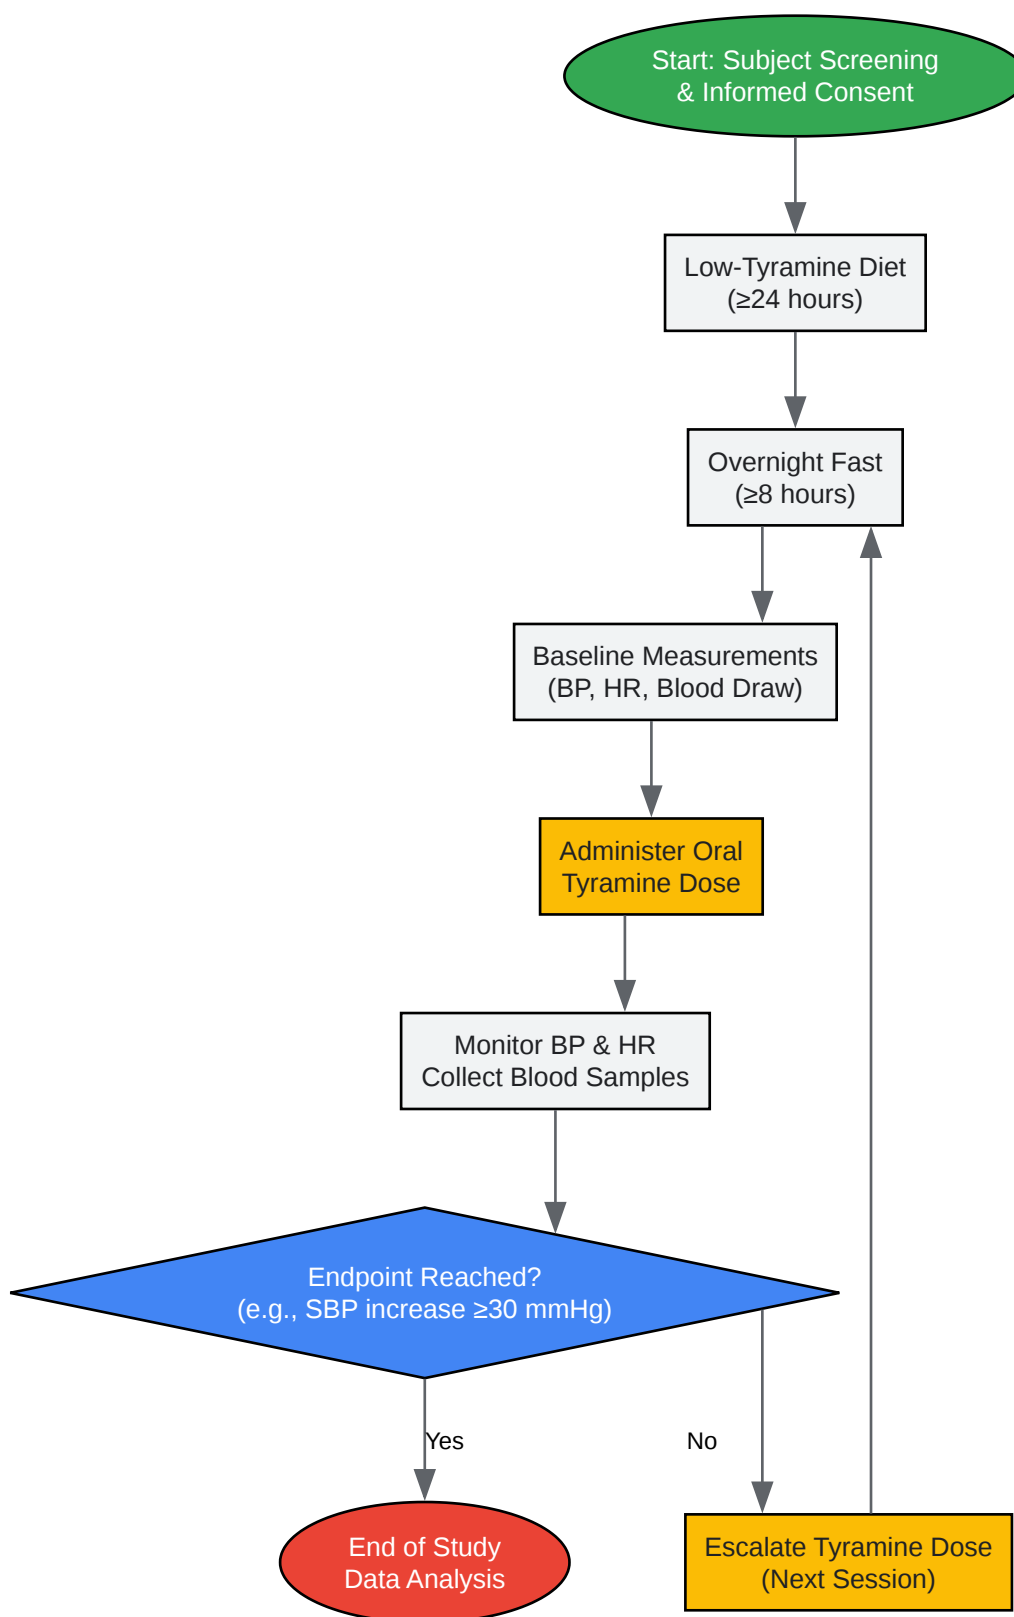 Start: Subject Screening
& Informed Consent
Low-Tyramine Diet
(≥24 hours)
Overnight Fast
(≥8 hours)
Baseline Measurements
(BP, HR, Blood Draw)
Administer Oral
Tyramine Dose
Monitor BP & HR
Collect Blood Samples
Endpoint Reached?
(e.g., SBP increase ≥30 mmHg)
Yes
No
End of Study
Data Analysis
Escalate Tyramine Dose
(Next Session)